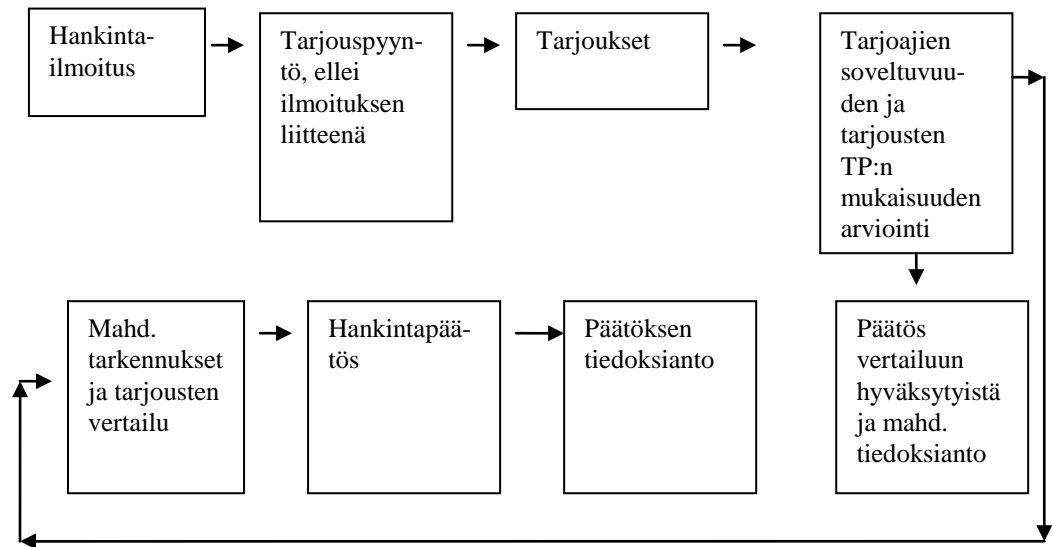 Hankinta-
ilmoitus
Tarjouspyyn-
tö, ellei
ilmoituksen
liitteenä
Tarjoukset
Tarjoajien
soveltuvuu-
den ja
tarjousten
TP:n
mukaisuuden
arviointi
Mahd.
tarkennukset
ja tarjousten
vertailu
Hankintapää-
tös
Päätöksen
tiedoksianto
Päätös
vertailuun
hyväksytyistä
ja mahd.
tiedoksianto